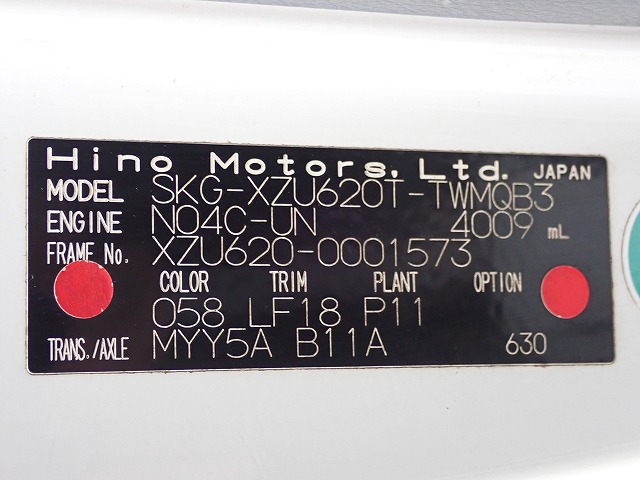 Hino Motors, Ltd. JAPAN
MODEL SKG-XZU620T-TWMQB3
ENGINE N04C-UN 4009 mL
FRAME No. XZU620-0001573
COLOR TRIM PLANT OPTION
058 LF18 P11
TRANS./AXLE MYY5A B11A 630